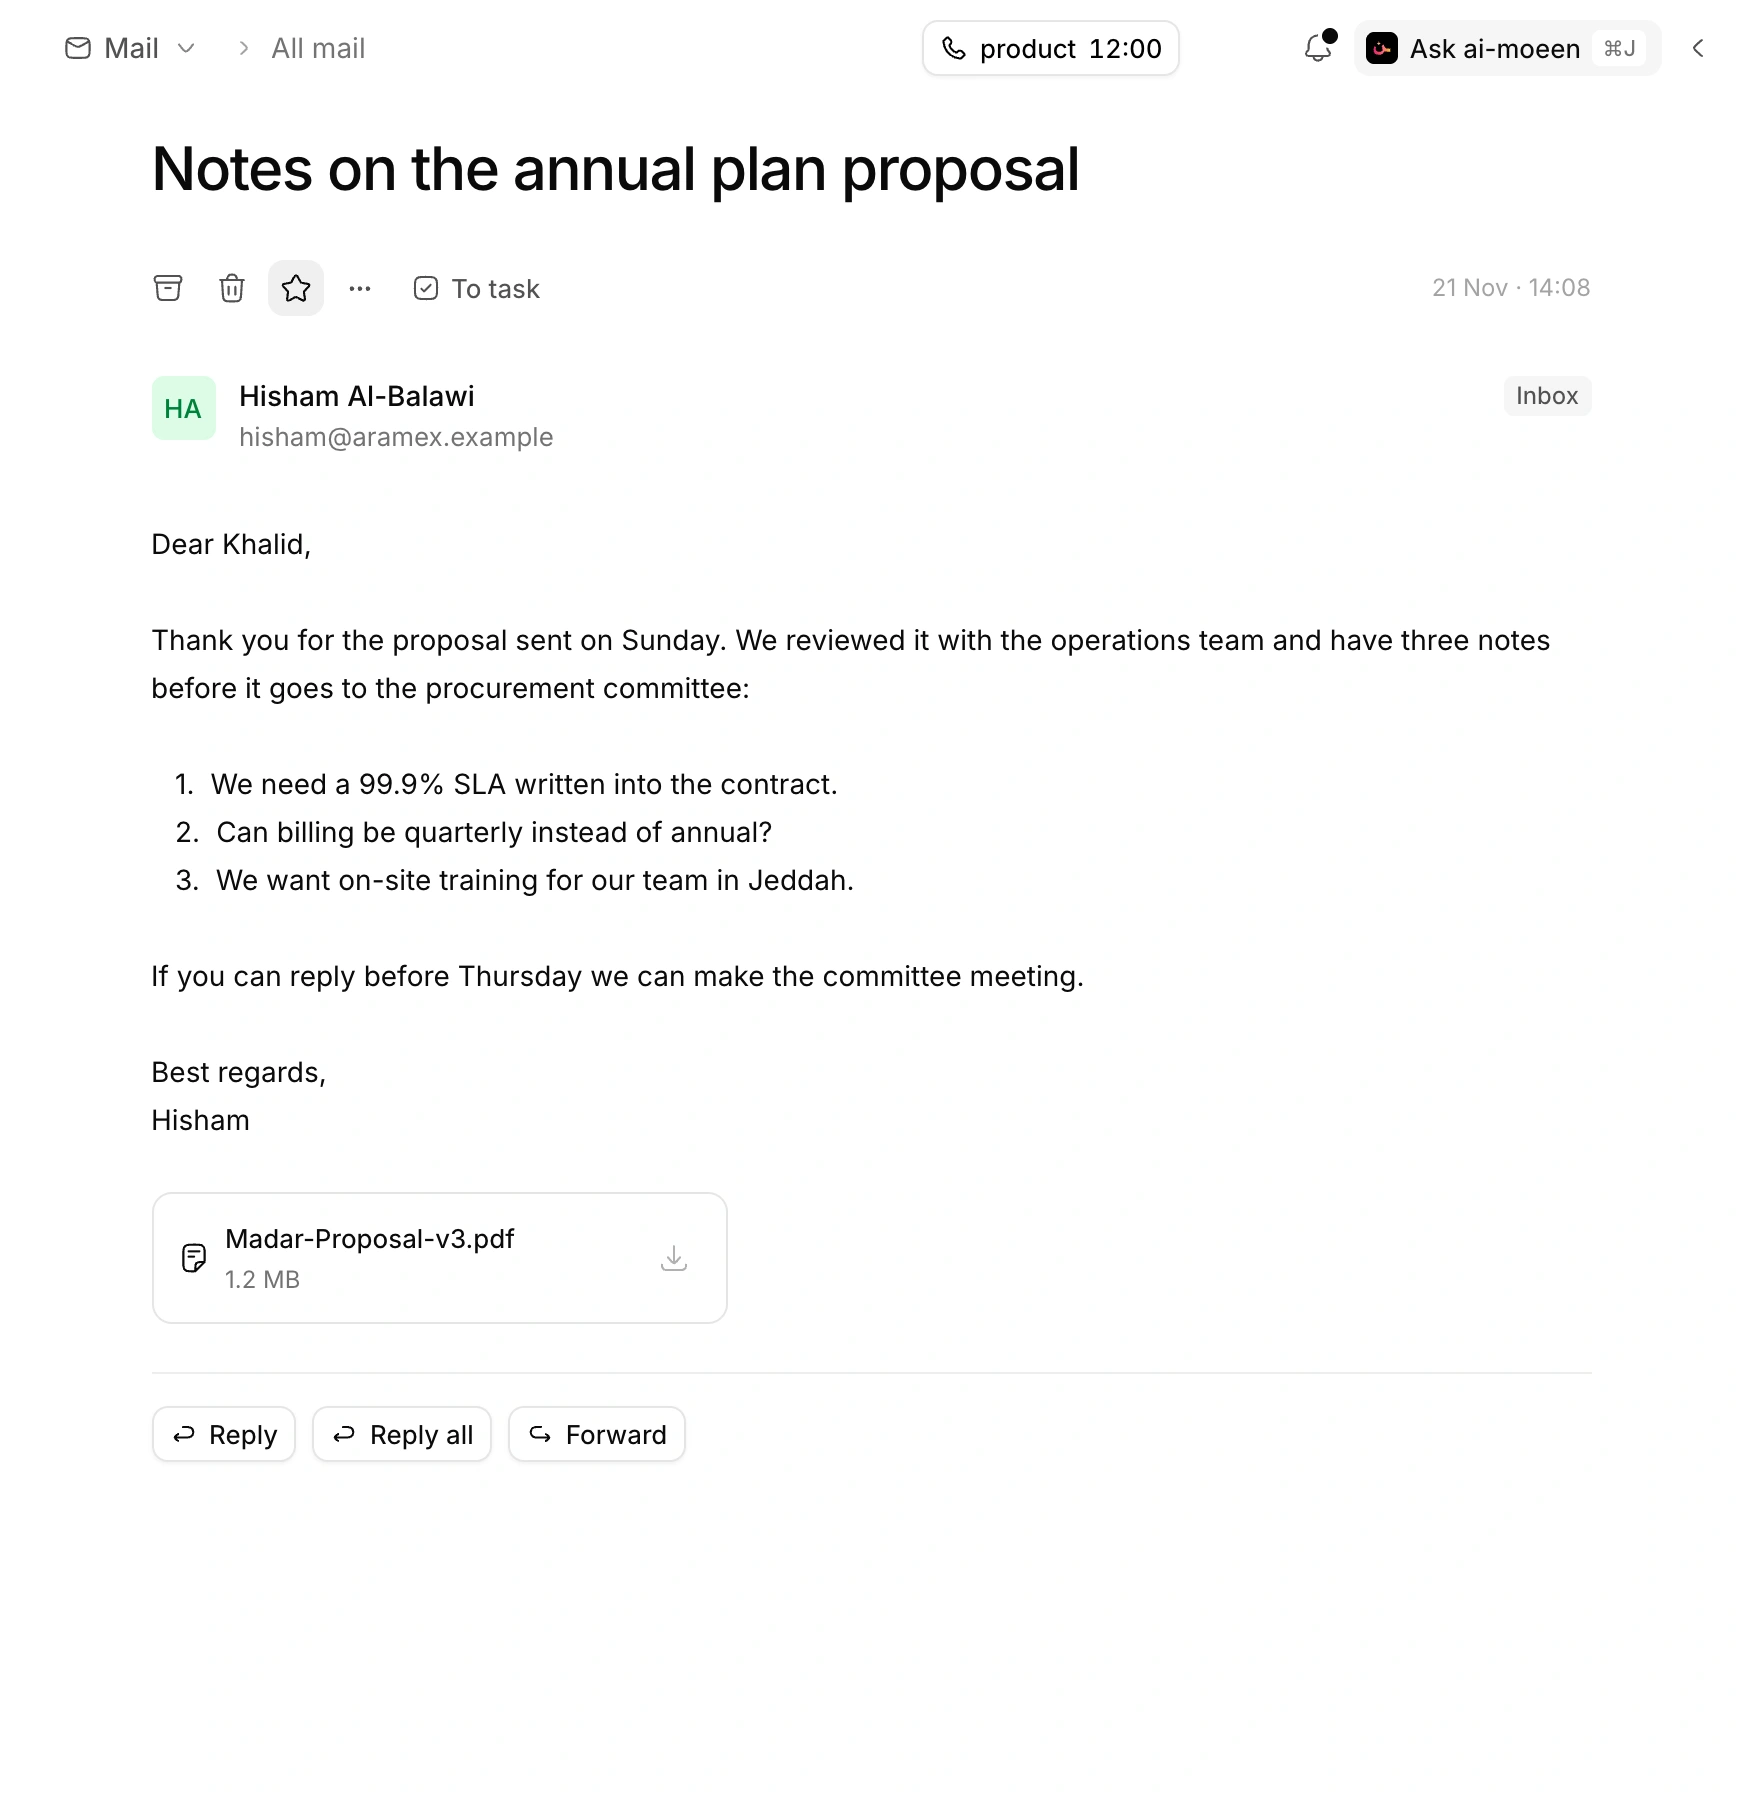 Mail
All mail
product 12:00
Ask ai-moeen ⌘J
Notes on the annual plan proposal
To task
21 Nov · 14:08
HA
Hisham Al-Balawi
Inbox
hisham@aramex.example
Dear Khalid,
Thank you for the proposal sent on Sunday. We reviewed it with the operations team and have three notes
before it goes to the procurement committee:
1. We need a 99.9% SLA written into the contract.
2. Can billing be quarterly instead of annual?
3. We want on-site training for our team in Jeddah.
If you can reply before Thursday we can make the committee meeting.
Best regards,
Hisham
Madar-Proposal-v3.pdf
1.2 MB
Reply
Reply all
Forward